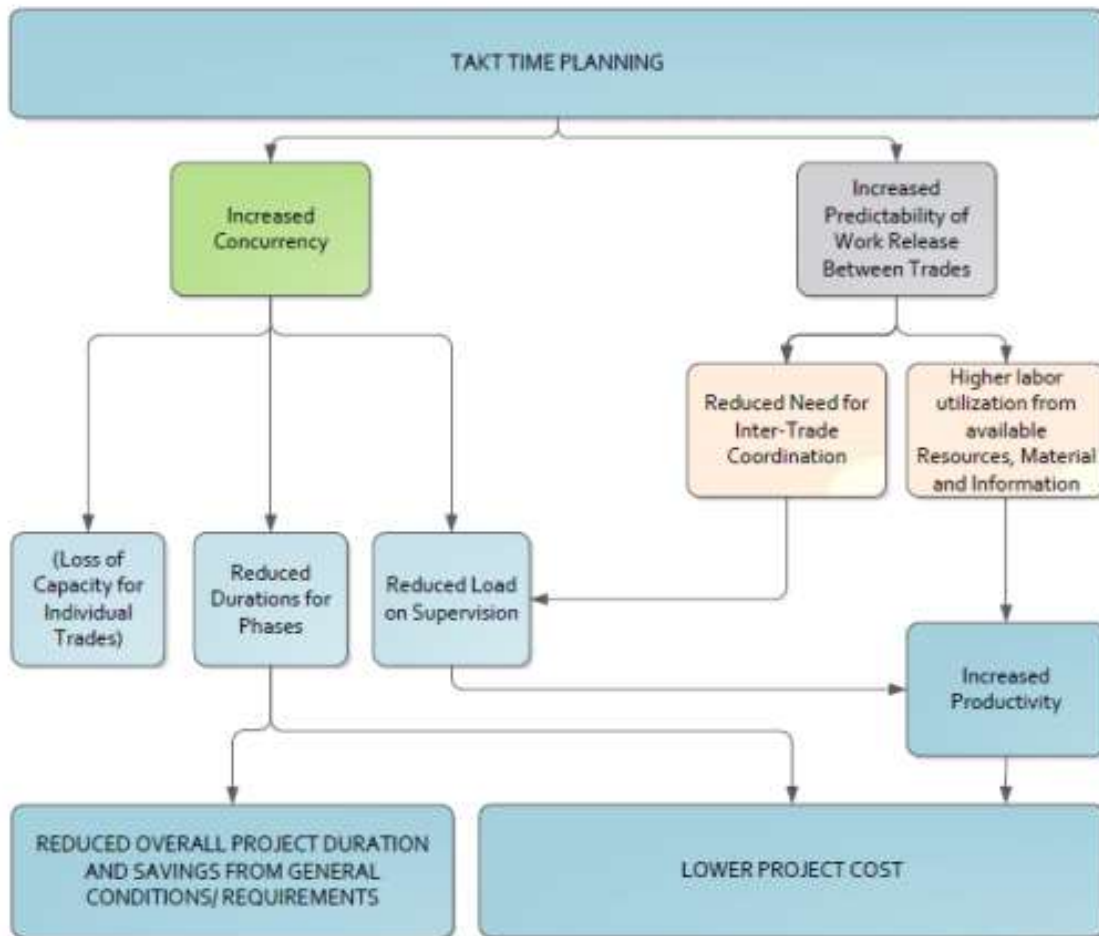 TAKT TIME PLANNING
Increased
Concurrency
Increased
Predictability of
Work Release
Between Trades
Reduced Need for
Inter-Trade
Coordination
Higher labor
utilization from
available
Resources, Material
and Information
(Loss of
Capacity for
Individual
Trades)
Reduced
Durations for
Phases
Reduced Load
on Supervision
Increased
Productivity
REDUCED OVERALL PROJECT DURATION
AND SAVINGS FROM GENERAL
CONDITIONS/ REQUIREMENTS
LOWER PROJECT COST